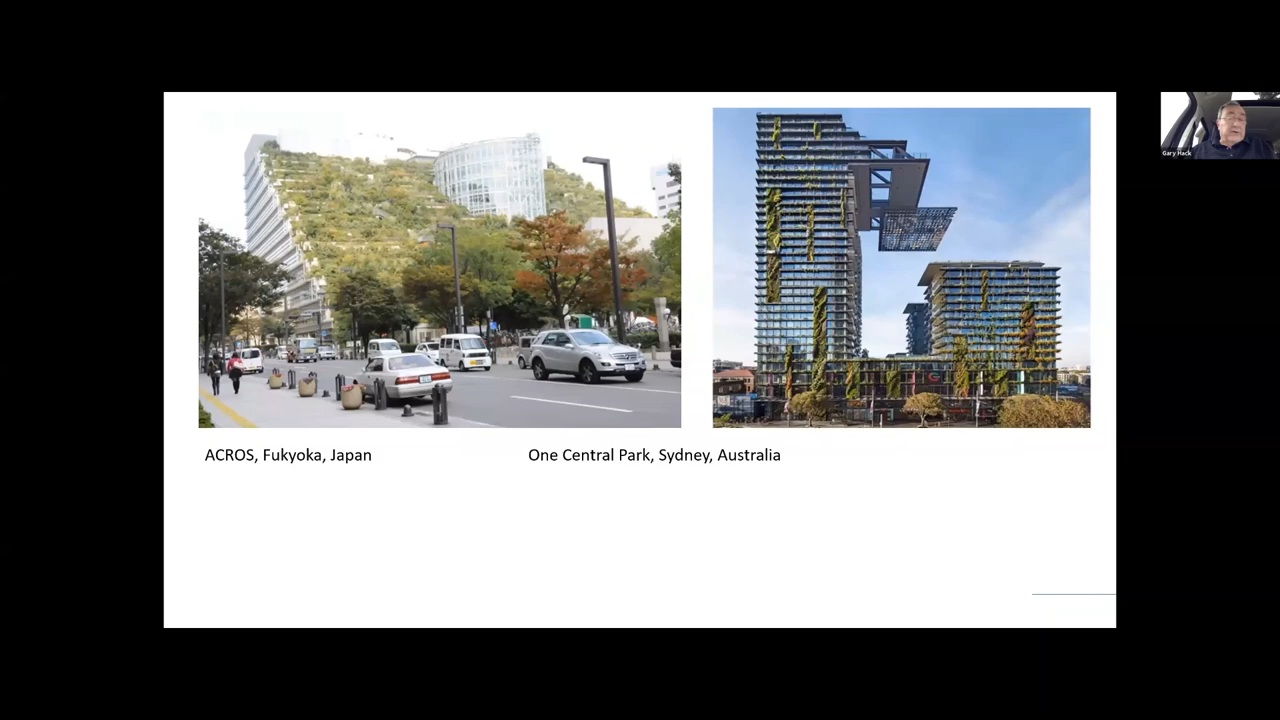 Gary Hack
ACROS, Fukyoka, Japan
One Central Park, Sydney, Australia